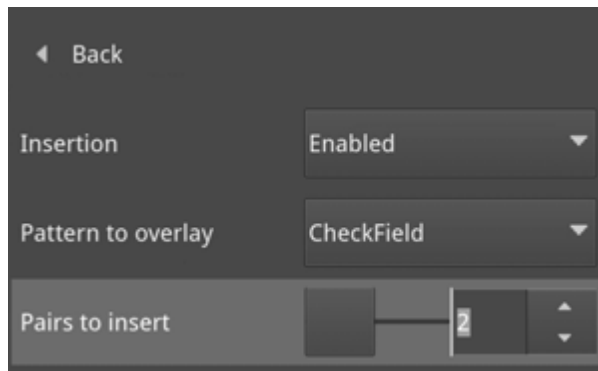 Back
Insertion Enabled
Pattern to overlay CheckField
Pairs to insert 2